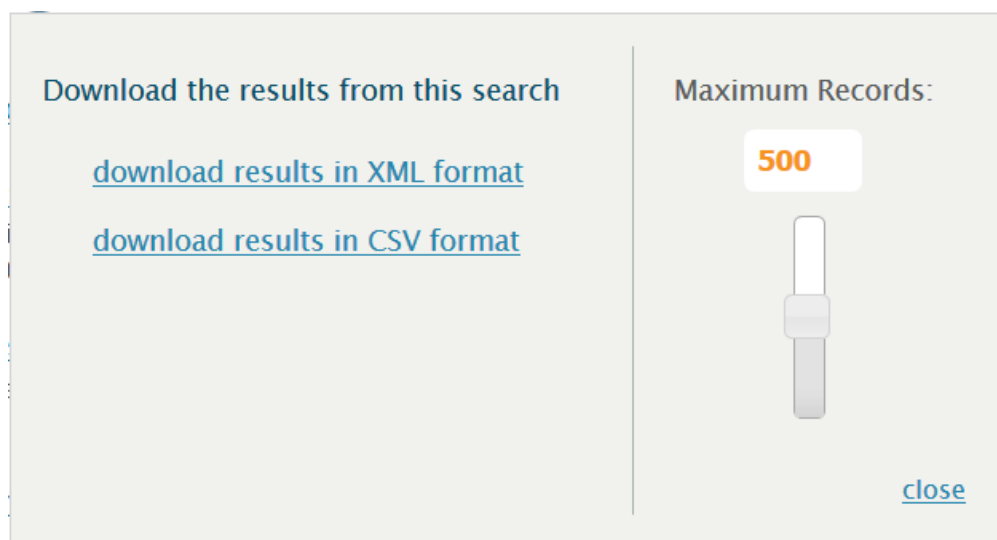 Download the results from this search
download results in XML format
download results in CSV format
Maximum Records:
500
close